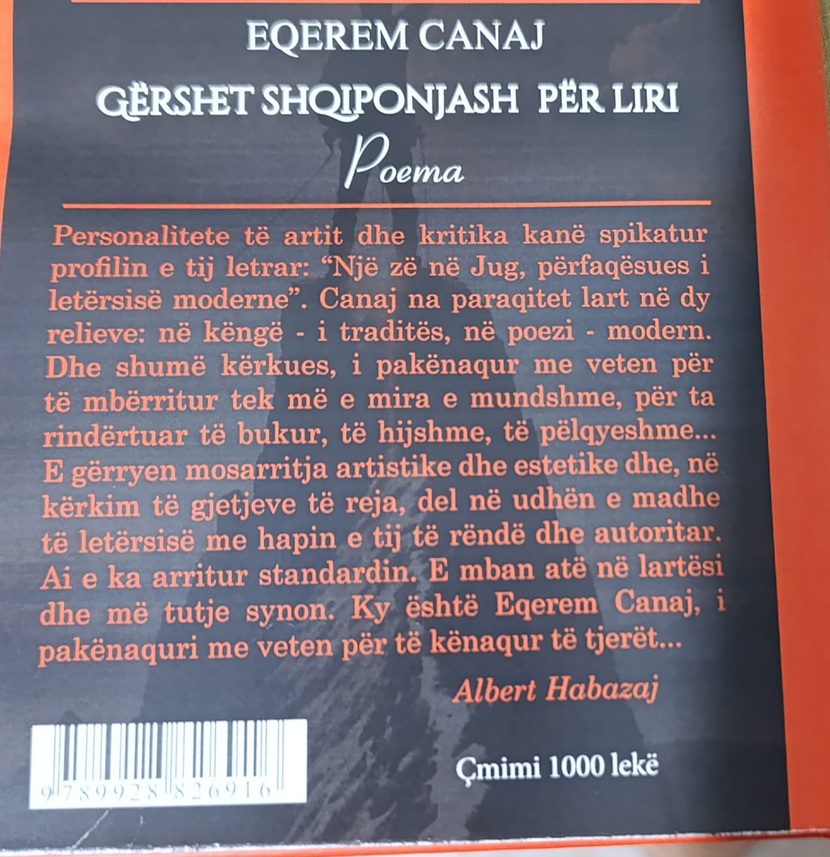 EQEREM CANAJ
GËRSHET SHQIPONJASH PËR LIRI
Poema
Personalitete të artit dhe kritika kanë spikatur
profilin e tij letrar: “Një zë në Jug, përfaqësues i
letërsisë moderne”. Canaj na paraqitet lart në dy
relieve: në këngë - i traditës, në poezi - modern.
Dhe shumë kërkues, i pakënaqur me veten për
të mbërritur tek më e mira e mundshme, për ta
rindërtuar të bukur, të hijshme, të pëlqyeshme...
E gërryen mosarritja artistike dhe estetike dhe, në
kërkim të gjetjeve të reja, del në udhën e madhe
të letërsisë me hapin e tij të rëndë dhe autoritar.
Ai e ka arritur standardin. E mban atë në lartësi
dhe më tutje synon. Ky është Eqerem Canaj, i
pakënaquri me veten për të kënaqur të tjerët...
Albert Habazaj
Çmimi 1000 lekë
9 789928 826916